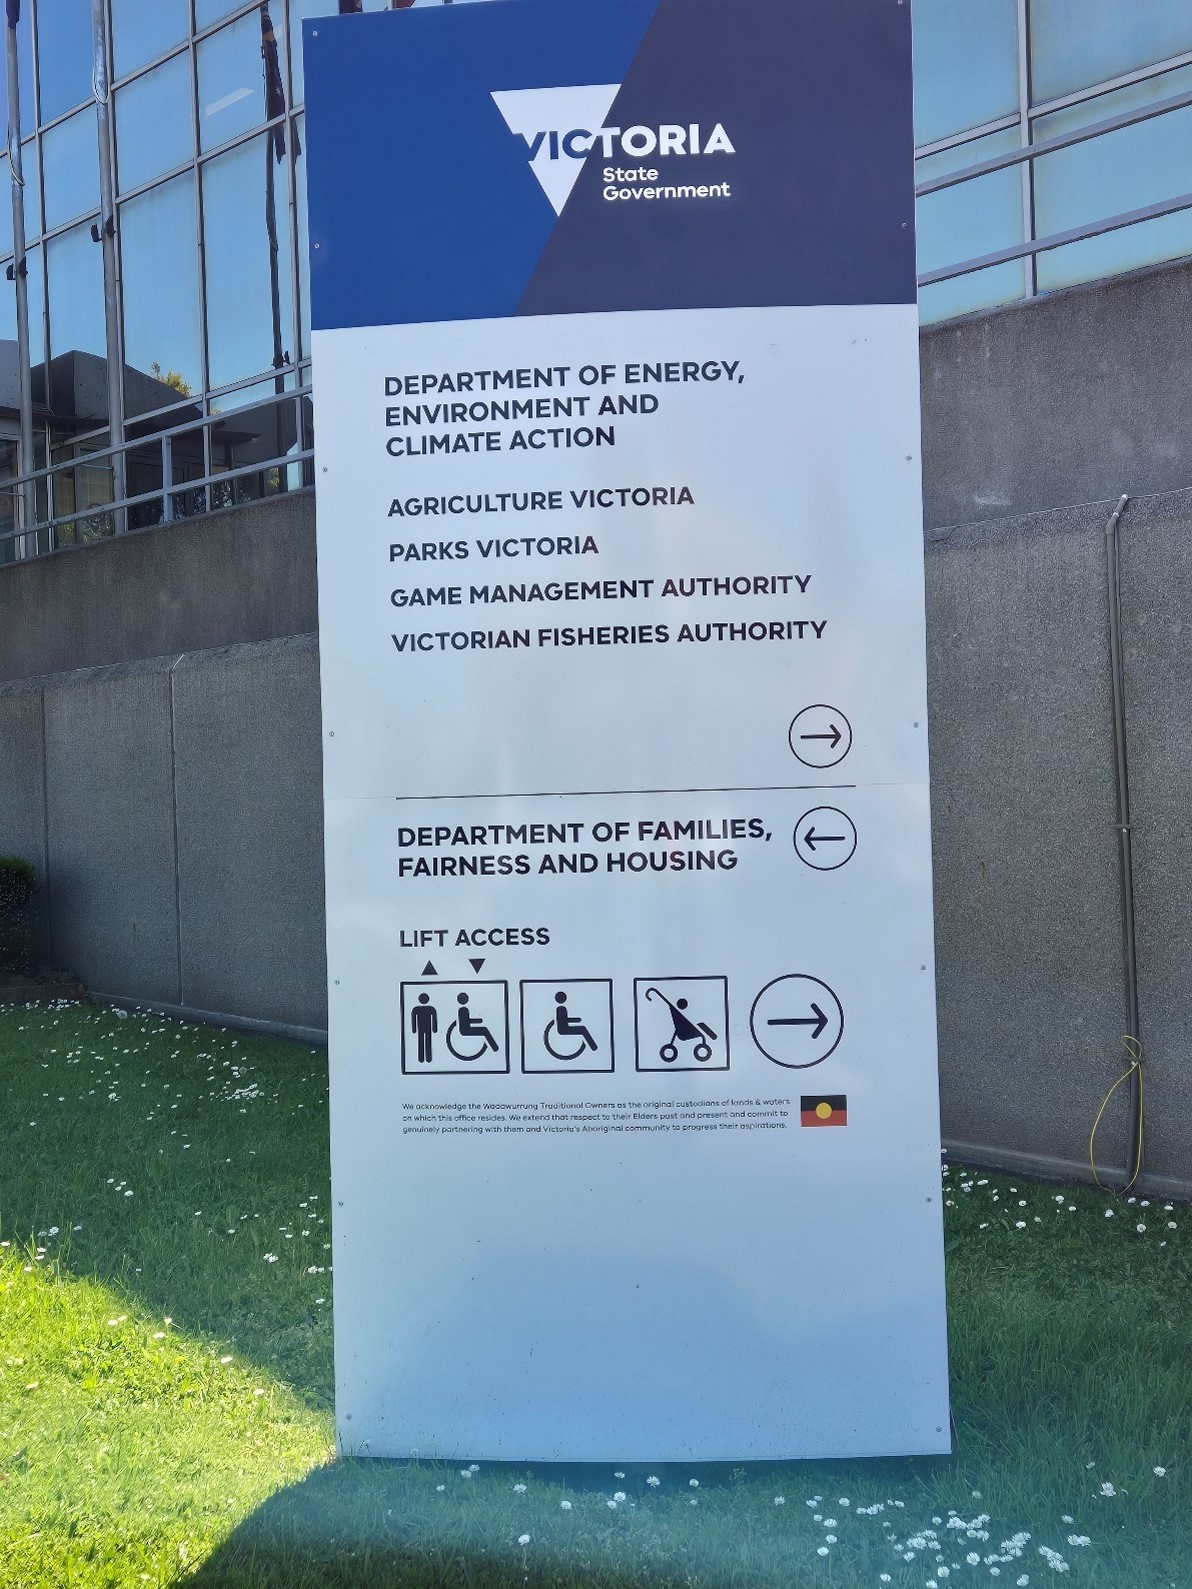 VICTORIA
State
Government
DEPARTMENT OF ENERGY,
ENVIRONMENT AND
CLIMATE ACTION
AGRICULTURE VICTORIA
PARKS VICTORIA
GAME MANAGEMENT AUTHORITY
VICTORIAN FISHERIES AUTHORITY
DEPARTMENT OF FAMILIES,
FAIRNESS AND HOUSING
LIFT ACCESS
We acknowledge the Wadawurrung Traditional Owners as the original custodians of lands & waters
on which this office resides. We extend that respect to their Elders past and present and commit to
genuinely partnering with them and Victoria's Aboriginal community to progress their aspirations.